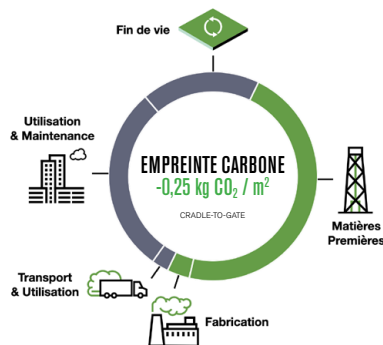 Fin de vie
Utilisation
& Maintenance
EMPREINTE CARBONE
-0,25 kg CO₂ / m²
CRADLE-TO-GATE
Matières
Premières
Transport
& Utilisation
Fabrication